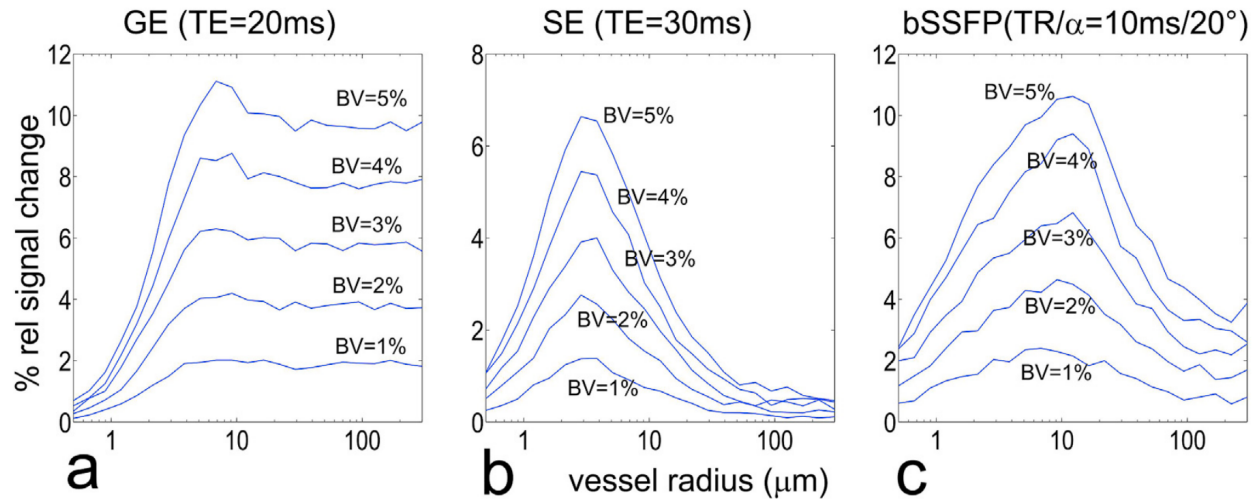 GE (TE=20ms)
SE (TE=30ms)
bSSFP(TR/α=10ms/20°)
% rel signal change
12
10
8
6
4
2
0
BV=5%
BV=4%
BV=3%
BV=2%
BV=1%
1
10
100
a
8
6
4
2
0
BV=5%
BV=4%
BV=3%
BV=2%
BV=1%
1
10
100
b
vessel radius (μm)
12
10
8
6
4
2
0
BV=5%
BV=4%
BV=3%
BV=2%
BV=1%
1
10
100
c